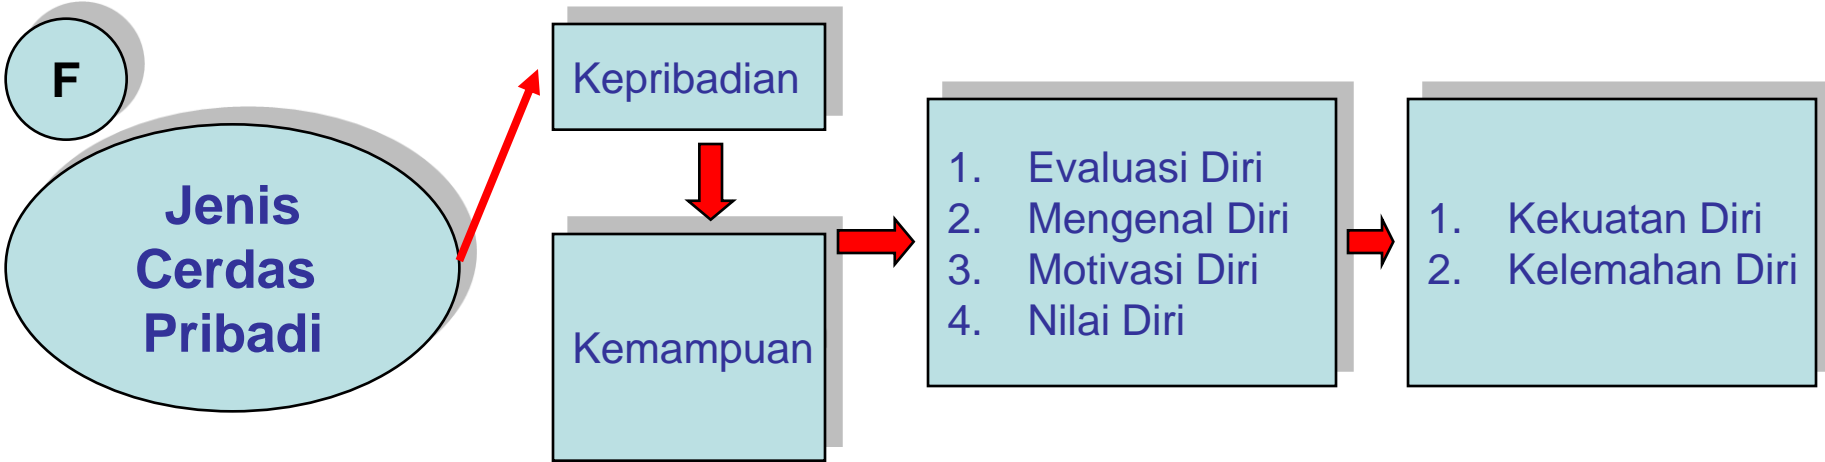 F
Jenis
Cerdas
Pribadi
Kepribadian
Kemampuan
1. Evaluasi Diri
2. Mengenal Diri
3. Motivasi Diri
4. Nilai Diri
1. Kekuatan Diri
2. Kelemahan Diri